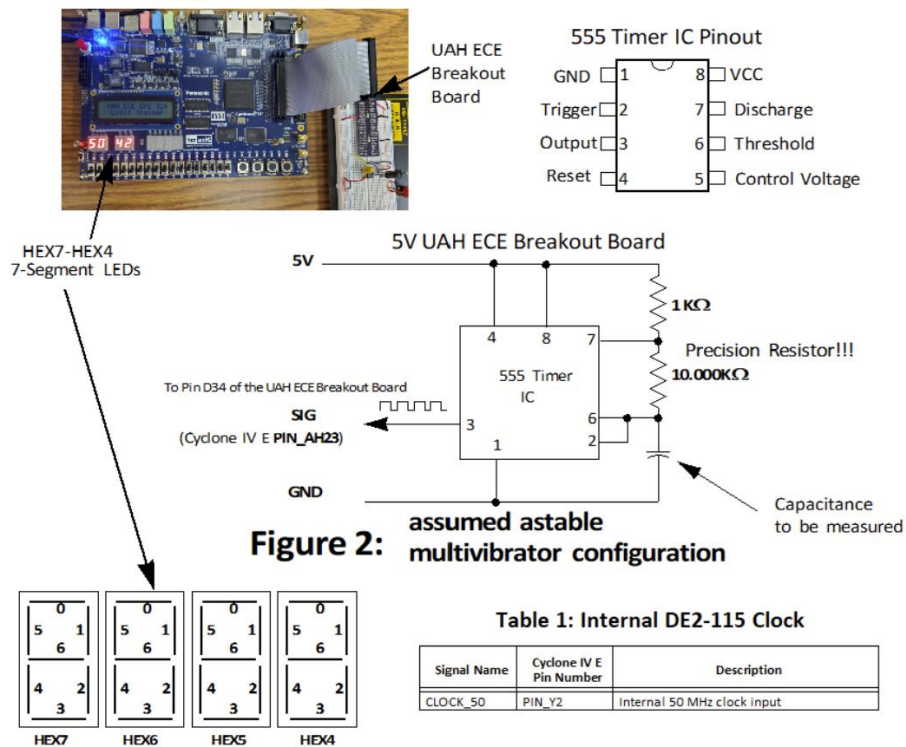 UAH ECE
Breakout
Board
555 Timer IC Pinout
GND 1 8 VCC
Trigger 2 7 Discharge
Output 3 6 Threshold
Reset 4 5 Control Voltage
50 42
HEX7-HEX4
7-Segment LEDs
5V UAH ECE Breakout Board
5V
1KΩ
4 8 7
Precision Resistor!!!
10.000KΩ
555 Timer
IC
To Pin D34 of the UAH ECE Breakout Board
SIG
(Cyclone IV E PIN_AH23)
3
6
2
1
GND
Capacitance
to be measured
Figure 2: assumed astable
multivibrator configuration
0 0 0 0
5 1 5 1 5 1 5 1
6 6 6 6
4 2 4 2 4 2 4 2
3 3 3 3
HEX7 HEX6 HEX5 HEX4
Table 1: Internal DE2-115 Clock
Signal Name Cyclone IV E Pin Number Description
CLOCK_50 PIN_Y2 Internal 50 MHz clock input